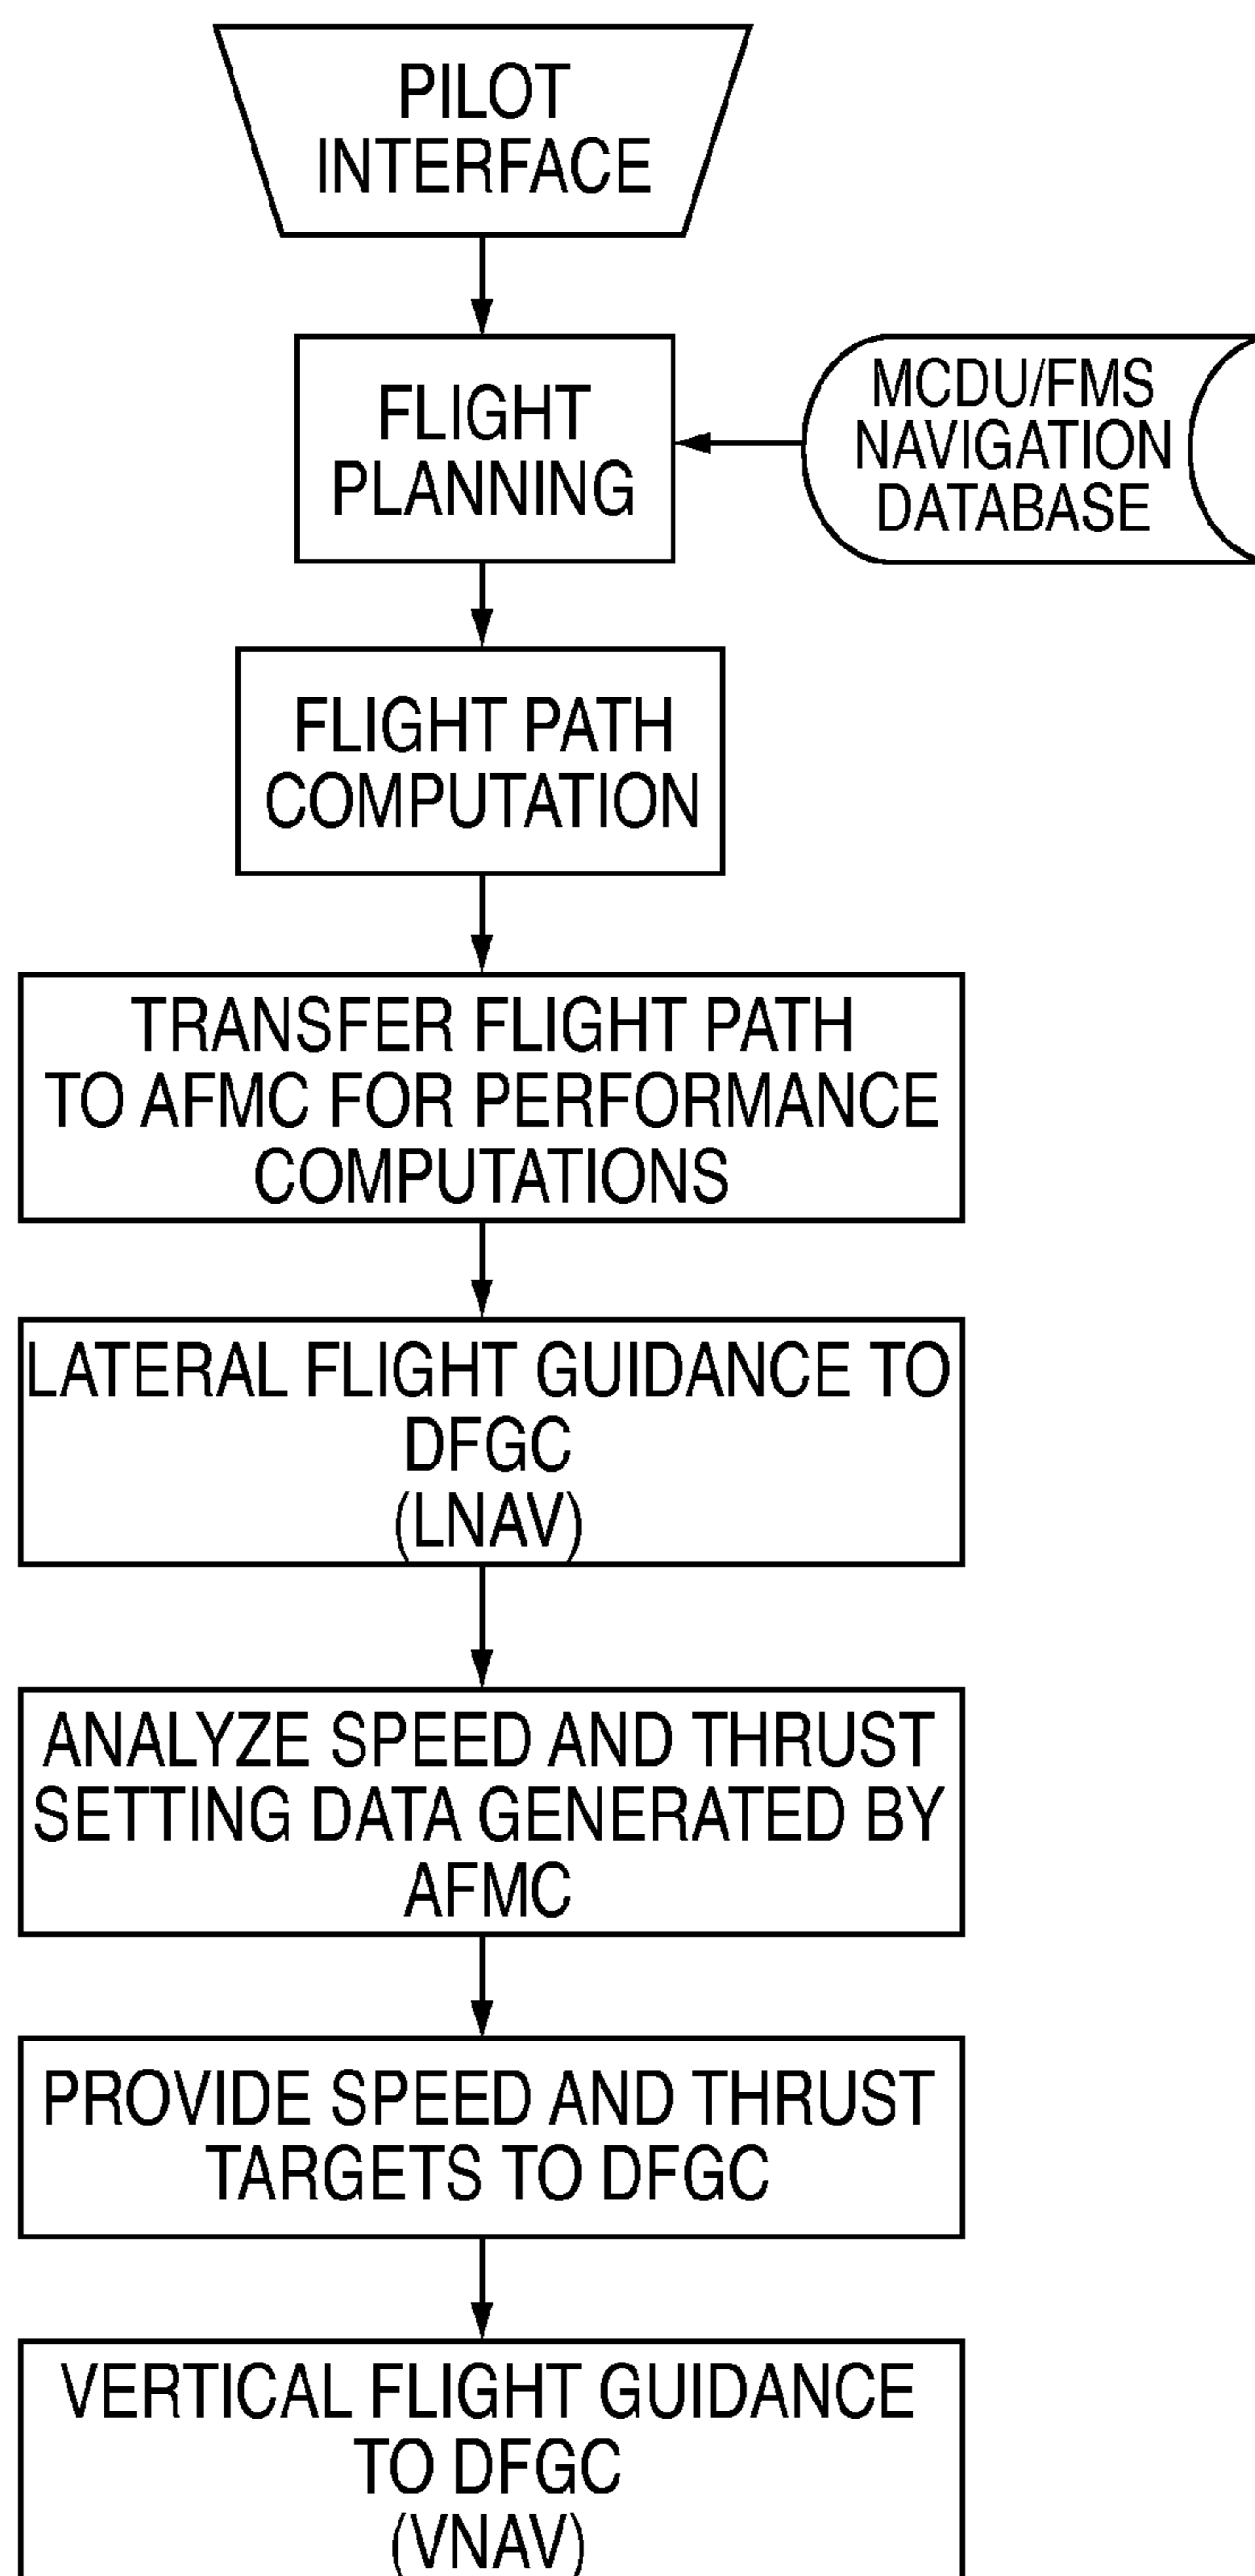 PILOT
INTERFACE
FLIGHT
PLANNING
MCDU/FMS
NAVIGATION
DATABASE
FLIGHT PATH
COMPUTATION
TRANSFER FLIGHT PATH
TO AFMC FOR PERFORMANCE
COMPUTATIONS
LATERAL FLIGHT GUIDANCE TO
DFGC
(LNAV)
ANALYZE SPEED AND THRUST
SETTING DATA GENERATED BY
AFMC
PROVIDE SPEED AND THRUST
TARGETS TO DFGC
VERTICAL FLIGHT GUIDANCE
TO DFGC
(VNAV)